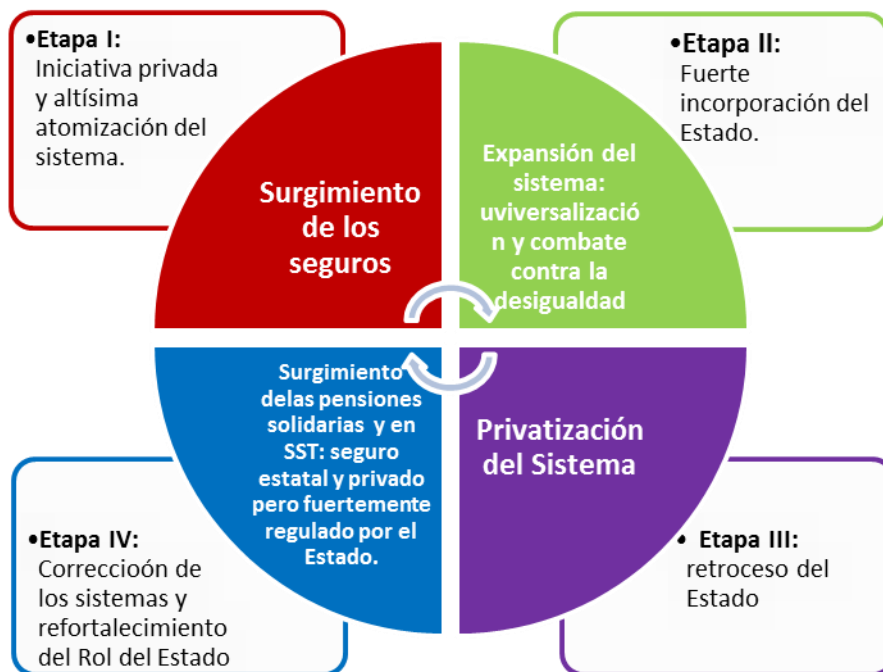 •Etapa I:
Iniciativa privada
y altísima
atomización del
sistema.
Surgimiento
de los
seguros
•Etapa II:
Fuerte
incorporación del
Estado.
Expansión del
sistema:
uviversalizació
n y combate
contra la
desigualdad
Privatización
del Sistema
• Etapa III:
retroceso del
Estado
Surgimiento
delas pensiones
solidarias y en
SST: seguro
estatal y privado
pero fuertemente
regulado por el
Estado.
•Etapa IV:
Correccioón de
los sistemas y
refortalecimiento
del Rol del Estado